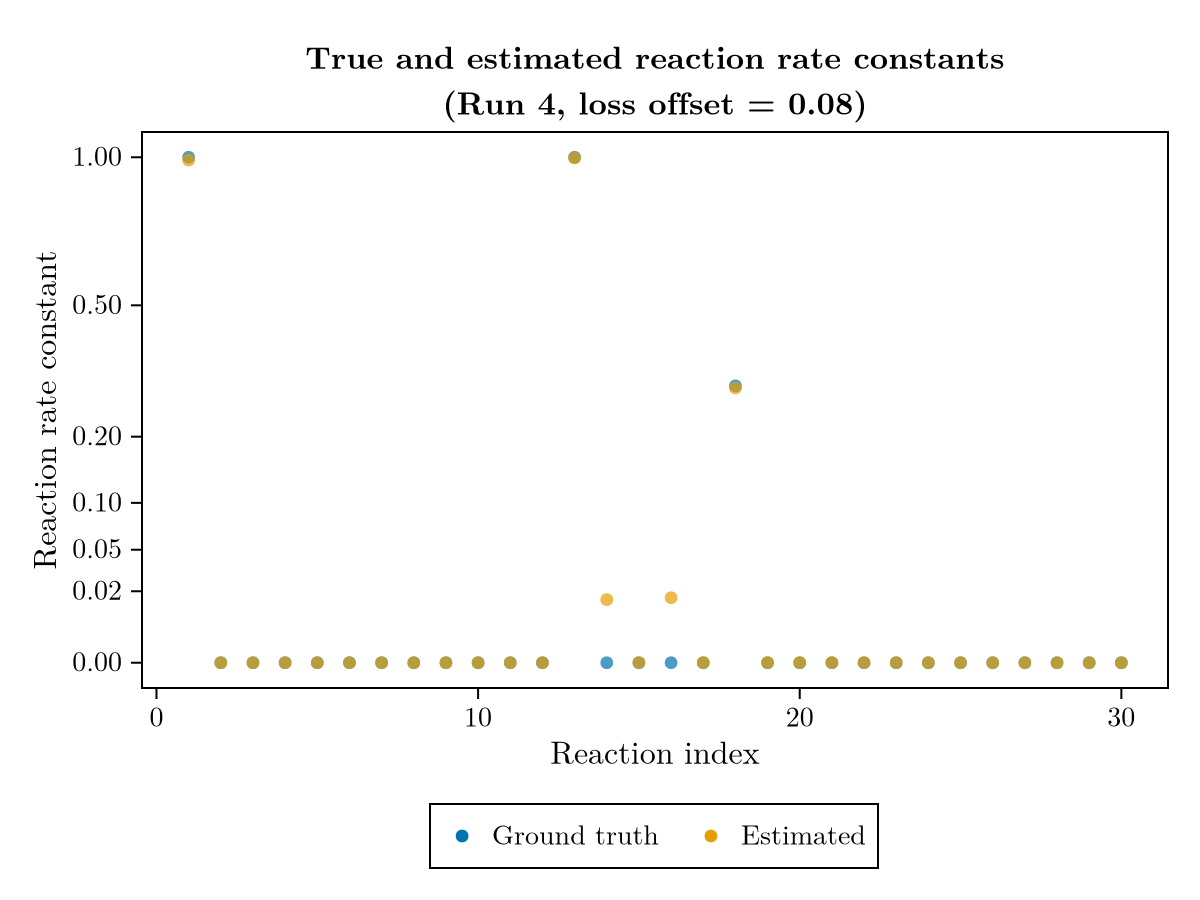 True and estimated reaction rate constants
(Run 4, loss offset = 0.08)
Reaction rate constant
1.00
0.50
0.20
0.10
0.05
0.02
0.00
0 10 20 30
Reaction index
Ground truth Estimated